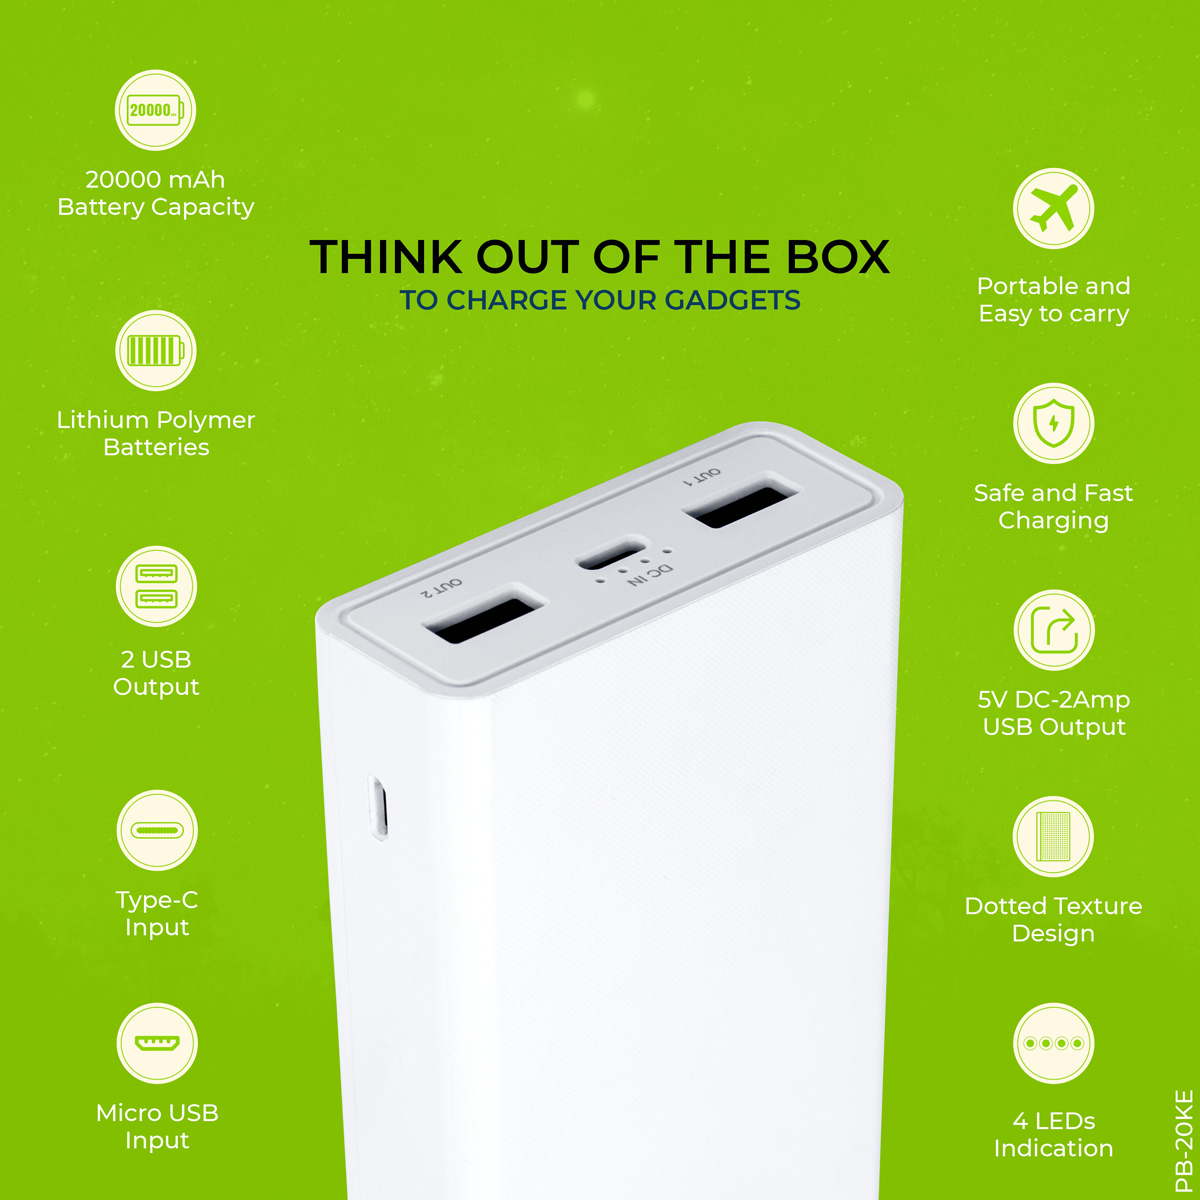 20000
20000 mAh
Battery Capacity
THINK OUT OF THE BOX
TO CHARGE YOUR GADGETS
Portable and
Easy to carry
Lithium Polymer
Batteries
Safe and Fast
Charging
OUT 1
DC IN
OUT 2
2 USB
Output
5V DC-2Amp
USB Output
Type-C
Input
Dotted Texture
Design
Micro USB
Input
4 LEDs
Indication
PB-20KE